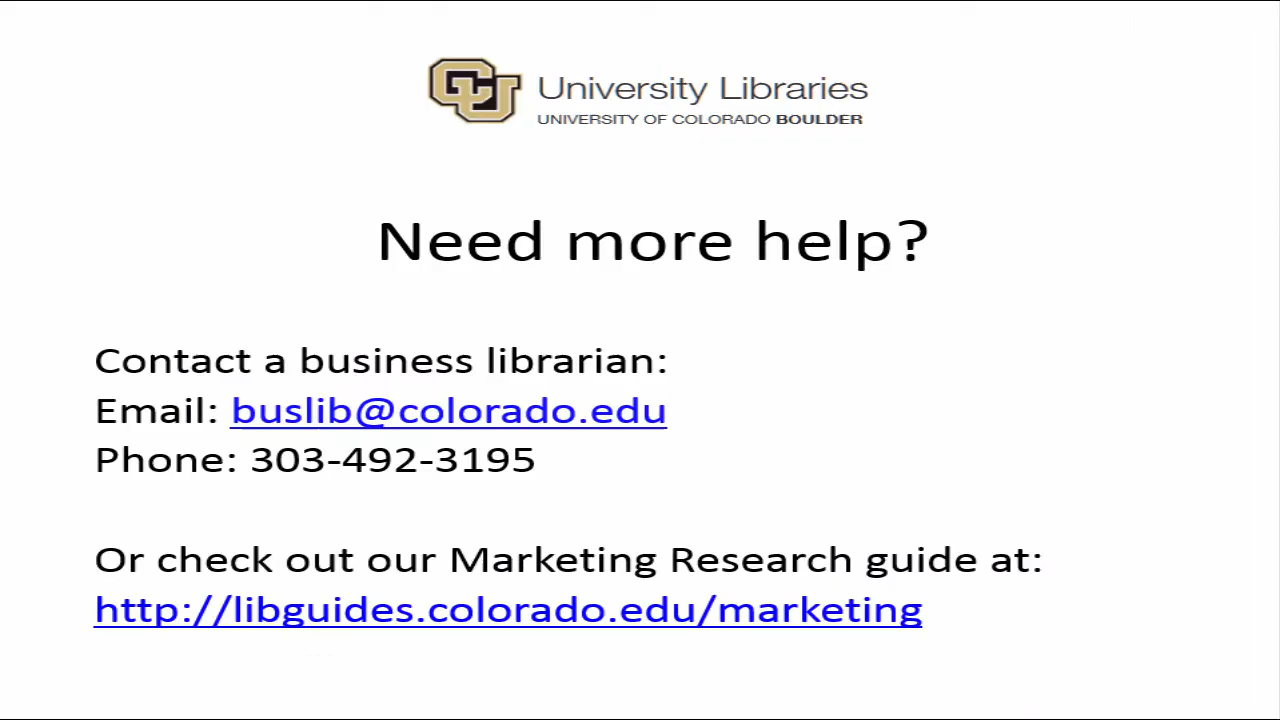 CU University Libraries
UNIVERSITY OF COLORADO BOULDER
Need more help?
Contact a business librarian:
Email: buslib@colorado.edu
Phone: 303-492-3195
Or check out our Marketing Research guide at:
http://libguides.colorado.edu/marketing